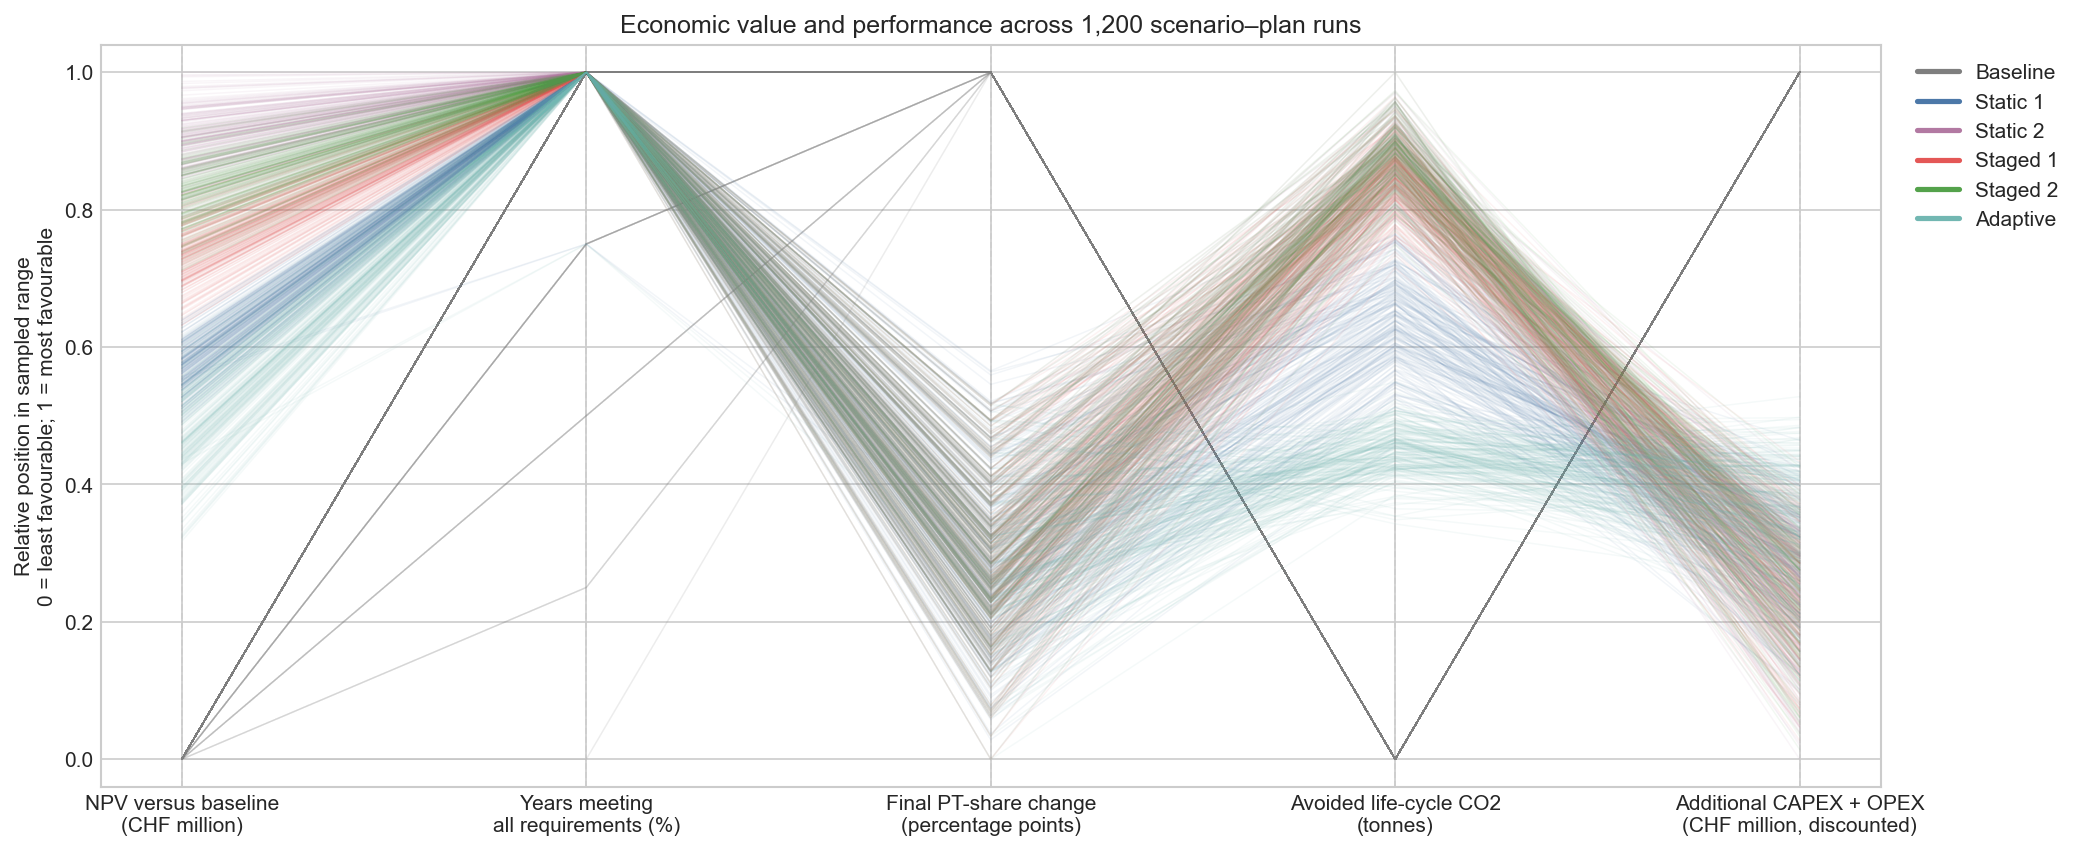 Economic value and performance across 1,200 scenario–plan runs
Relative position in sampled range
0 = least favourable; 1 = most favourable
1.0
0.8
0.6
0.4
0.2
0.0
NPV versus baseline
(CHF million)
Years meeting
all requirements (%)
Final PT-share change
(percentage points)
Avoided life-cycle CO2
(tonnes)
Additional CAPEX + OPEX
(CHF million, discounted)
Baseline
Static 1
Static 2
Staged 1
Staged 2
Adaptive